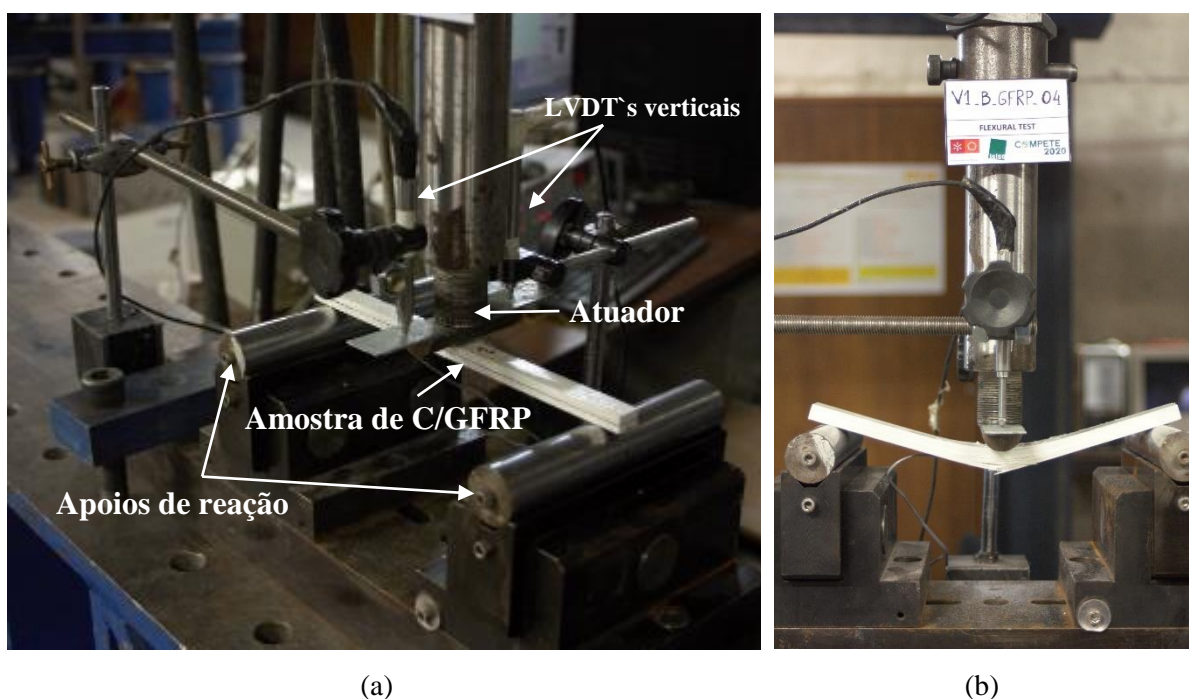 LVDT`s verticais
Atuador
Amostra de C/GFRP
Apoios de reação
V1_B_GFRP_04
FLEXURAL TEST
COMPETE
2020
(a)
(b)